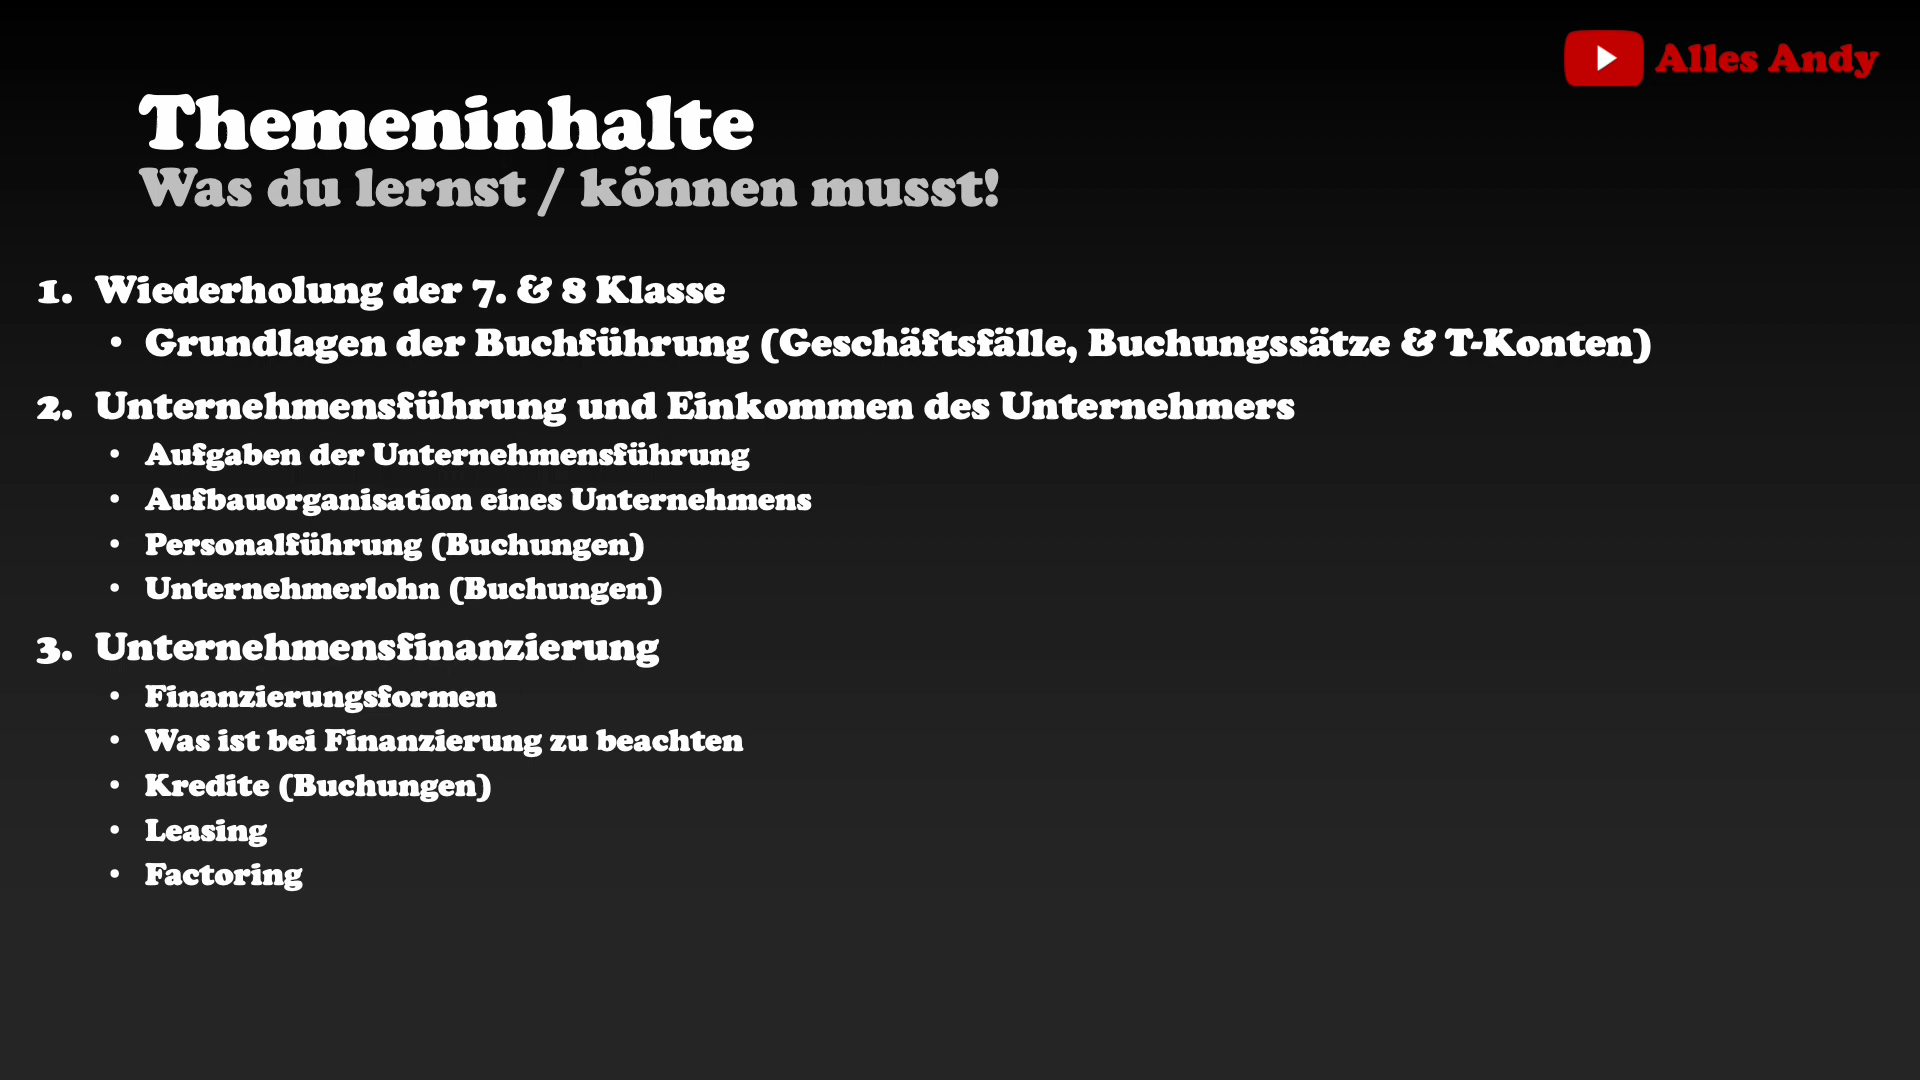 Alles Andy
Themeninhalte
Was du lernst / können musst!
1. Wiederholung der 7. & 8 Klasse
• Grundlagen der Buchführung (Geschäftsfälle, Buchungssätze & T-Konten)
2. Unternehmensführung und Einkommen des Unternehmers
• Aufgaben der Unternehmensführung
• Aufbauorganisation eines Unternehmens
• Personalführung (Buchungen)
• Unternehmerlohn (Buchungen)
3. Unternehmensfinanzierung
• Finanzierungsformen
• Was ist bei Finanzierung zu beachten
• Kredite (Buchungen)
• Leasing
• Factoring